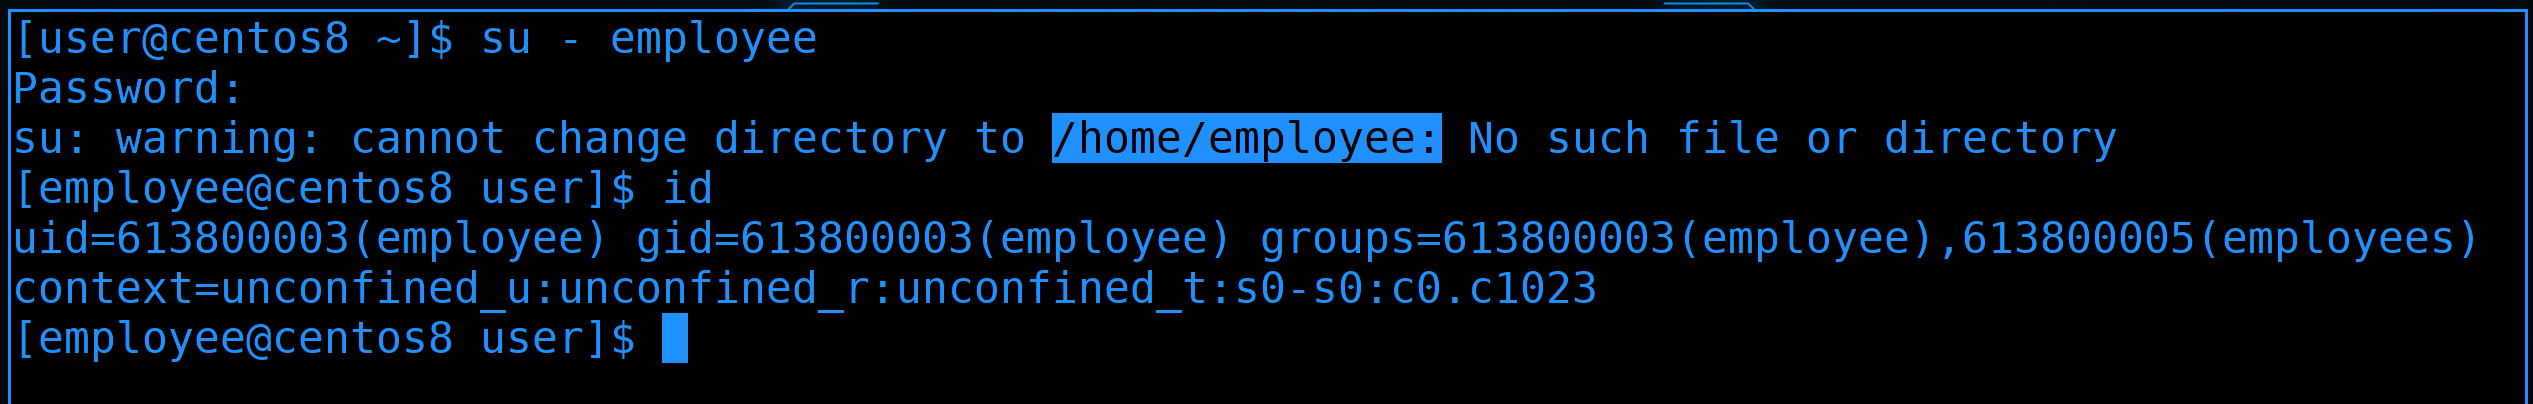 [user@centos8 ~]$ su - employee
Password:
su: warning: cannot change directory to /home/employee: No such file or directory
[employee@centos8 user]$ id
uid=613800003(employee) gid=613800003(employee) groups=613800003(employee),613800005(employees)
context=unconfined_u:unconfined_r:unconfined_t:s0-s0:c0.c1023
[employee@centos8 user]$